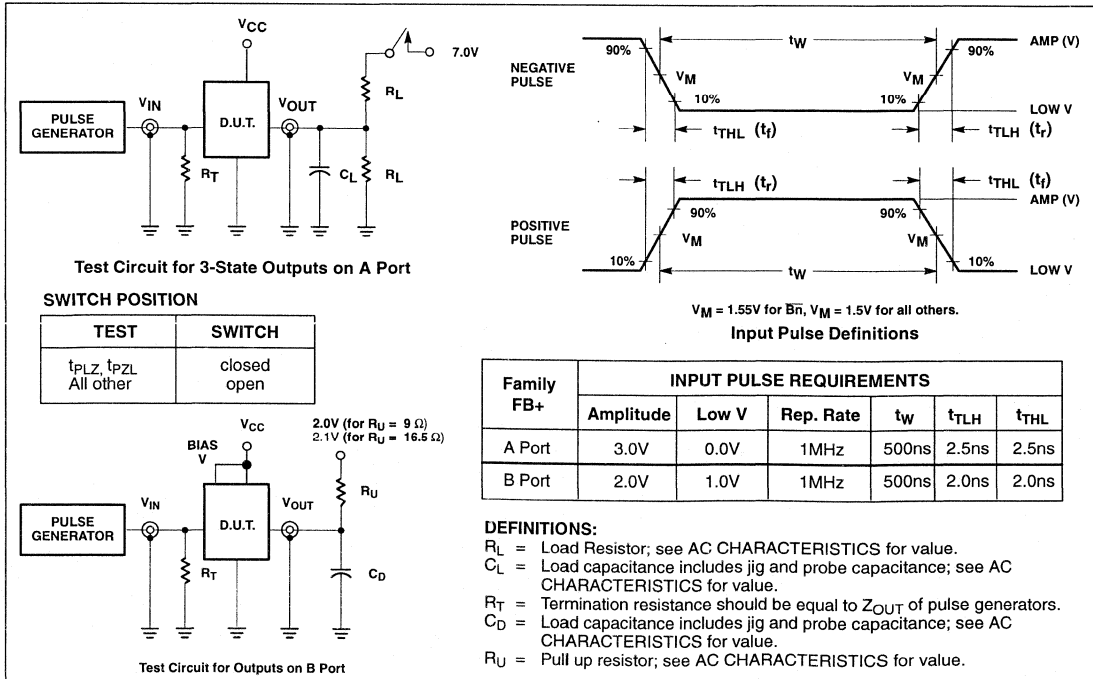 VCC
7.0V
RL
PULSE GENERATOR
VIN
D.U.T.
VOUT
RT
CL
RL
Test Circuit for 3-State Outputs on A Port
SWITCH POSITION
TEST SWITCH
tPLZ, tPZL closed
All other open
2.0V (for RU = 9 Ω)
2.1V (for RU = 16.5 Ω)
VCC
BIAS V
RU
PULSE GENERATOR
VIN
D.U.T.
VOUT
RT
CD
Test Circuit for Outputs on B Port
NEGATIVE PULSE
90% tW 90% AMP (V)
VM VM
10% 10% LOW V
tTHL (tf) tTLH (tr)
POSITIVE PULSE
tTLH (tr) tTHL (tf)
90% 90% AMP (V)
VM VM
10% tW 10% LOW V
VM = 1.55V for B̅n̅, VM = 1.5V for all others.
Input Pulse Definitions
Family FB+ INPUT PULSE REQUIREMENTS
Amplitude Low V Rep. Rate tW tTLH tTHL
A Port 3.0V 0.0V 1MHz 500ns 2.5ns 2.5ns
B Port 2.0V 1.0V 1MHz 500ns 2.0ns 2.0ns
DEFINITIONS:
RL = Load Resistor; see AC CHARACTERISTICS for value.
CL = Load capacitance includes jig and probe capacitance; see AC
CHARACTERISTICS for value.
RT = Termination resistance should be equal to ZOUT of pulse generators.
CD = Load capacitance includes jig and probe capacitance; see AC
CHARACTERISTICS for value.
RU = Pull up resistor; see AC CHARACTERISTICS for value.